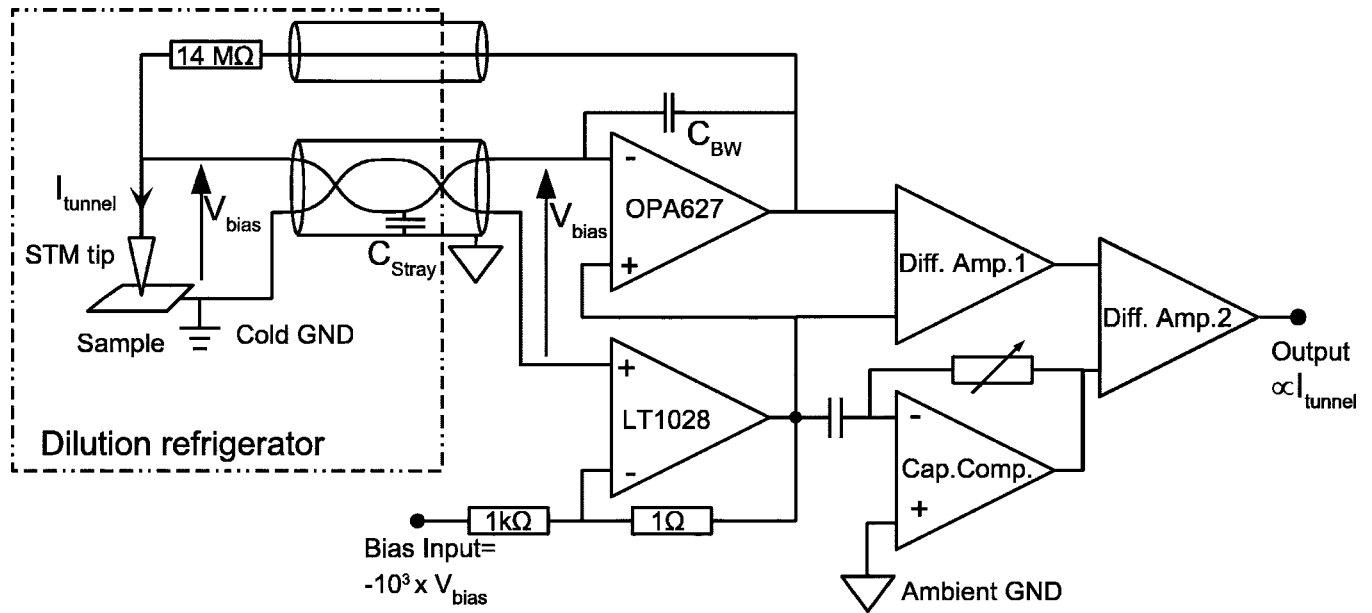 14 MΩ
C_BW
-
OPA627
+
I_tunnel
V_bias
V_bias
STM tip
C_Stray
Diff. Amp.1
Diff. Amp.2
Sample
Cold GND
Output
∝I_tunnel
+
LT1028
-
Dilution refrigerator
-
Cap.Comp.
+
1kΩ
1Ω
Bias Input=
-10³ x V_bias
Ambient GND